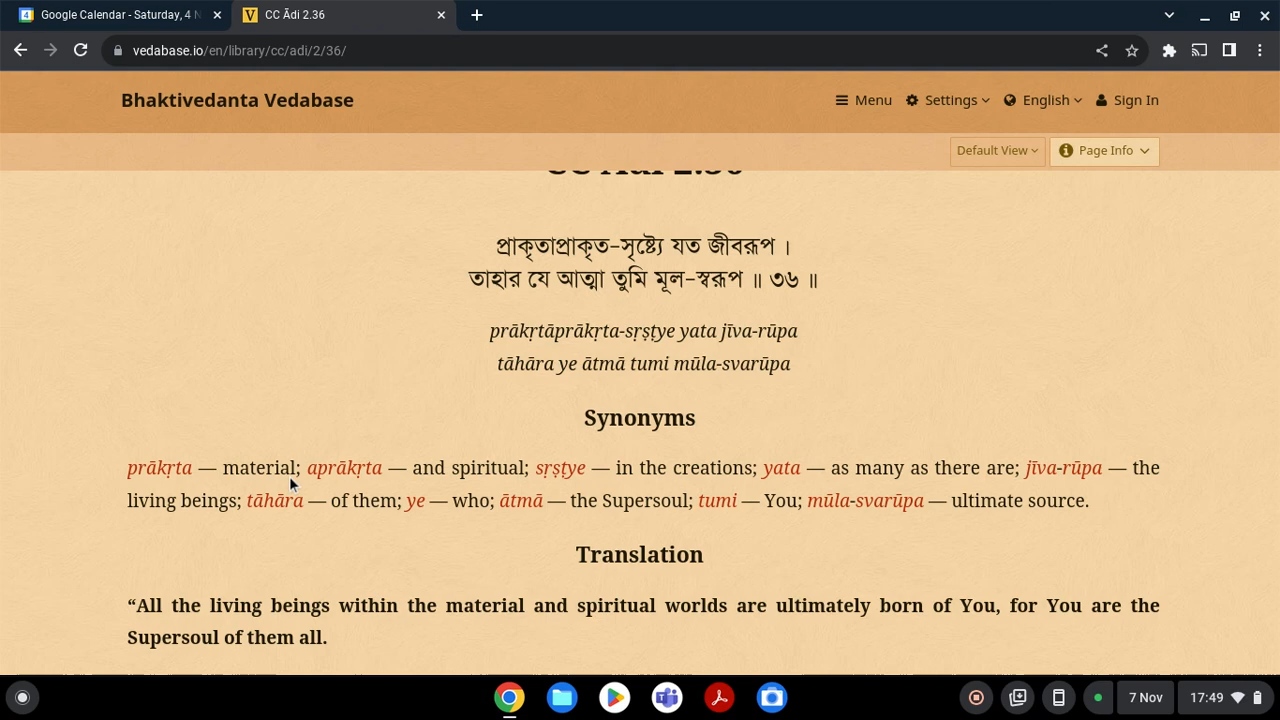 Google Calendar - Saturday, 4 N
CC Ādi 2.36
vedabase.io/en/library/cc/adi/2/36/
Bhaktivedanta Vedabase
Menu Settings English Sign In
Default View Page Info
CC Ādi 2.36
প্রাকৃতাপ্রাকৃত-সৃষ্ট্যে যত জীবরূপ ।
তাহার যে আত্মা তুমি মূল-স্বরূপ ॥ ৩৬ ॥
prākṛtāprākṛta-sṛṣṭye yata jīva-rūpa
tāhāra ye ātmā tumi mūla-svarūpa
Synonyms
prākṛta — material; aprākṛta — and spiritual; sṛṣṭye — in the creations; yata — as many as there are; jīva-rūpa — the
living beings; tāhāra — of them; ye — who; ātmā — the Supersoul; tumi — You; mūla-svarūpa — ultimate source.
Translation
“All the living beings within the material and spiritual worlds are ultimately born of You, for You are the
Supersoul of them all.
7 Nov 17:49